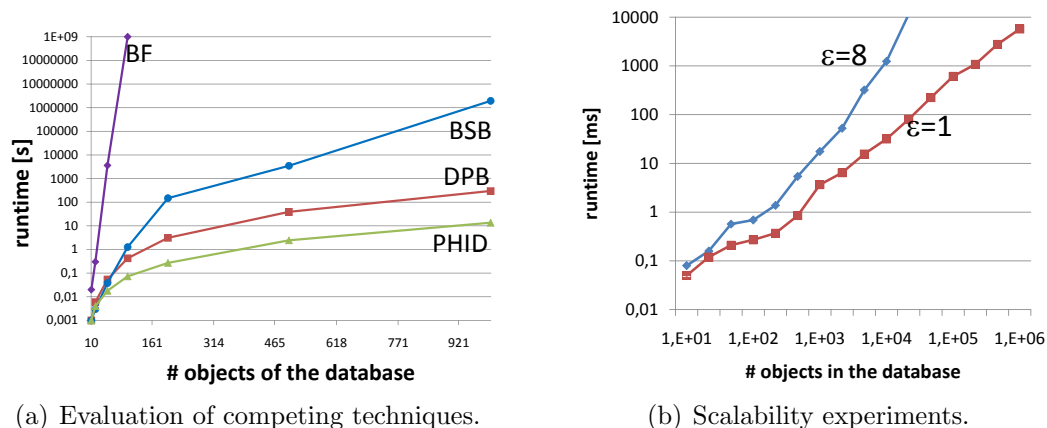 1E+09
10000000
1000000
10000
1000
100
10
1
0,1
0,01
0,001
runtime [s]
BF
BSB
DPB
PHID
10 161 314 465 618 771 921
# objects of the database
(a) Evaluation of competing techniques.
10000
1000
100
10
1
0,1
0,01
runtime [ms]
ε=8
ε=1
1,E+01 1,E+02 1,E+03 1,E+04 1,E+05 1,E+06
# objects in the database
(b) Scalability experiments.